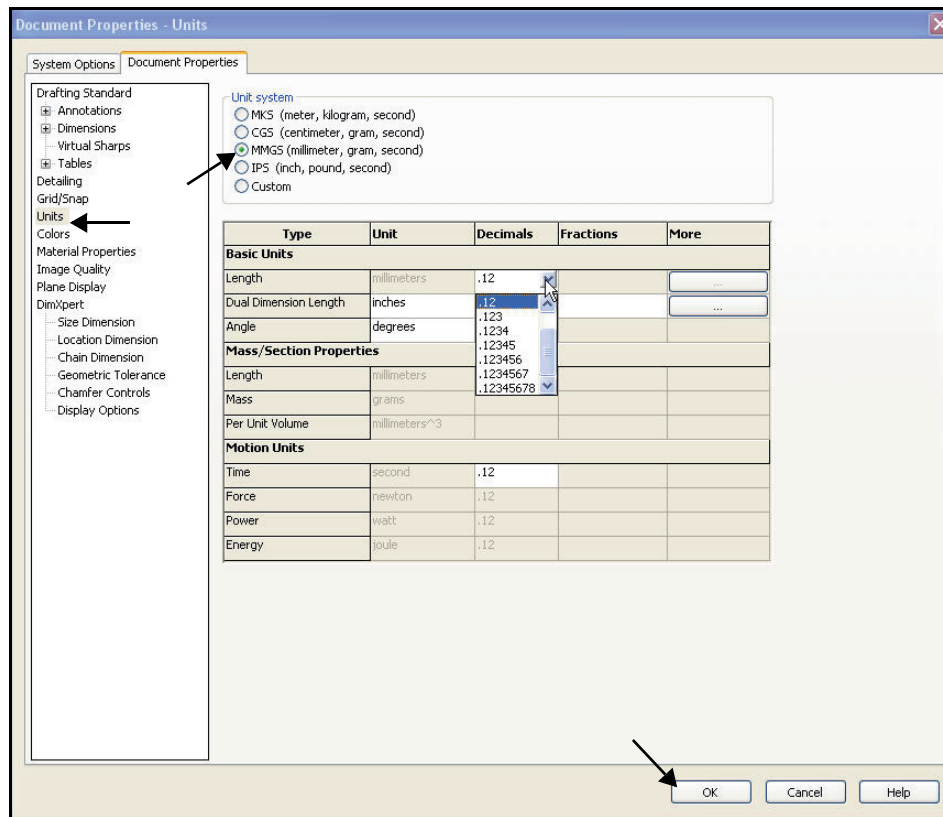 Document Properties - Units
System Options Document Properties
Drafting Standard
Annotations
Dimensions
Virtual Sharps
Tables
Detailing
Grid/Snap
Units
Colors
Material Properties
Image Quality
Plane Display
DimXpert
Size Dimension
Location Dimension
Chain Dimension
Geometric Tolerance
Chamfer Controls
Display Options
Unit system
MKS (meter, kilogram, second)
CGS (centimeter, gram, second)
MMGS (millimeter, gram, second)
IPS (inch, pound, second)
Custom
Type Unit Decimals Fractions More
Basic Units
Length millimeters .12 ...
Dual Dimension Length inches .12 ...
.123
Angle degrees .1234
.12345
Mass/Section Properties .123456
Length millimeters .1234567
.12345678
Mass grams
Per Unit Volume millimeters^3
Motion Units
Time second .12
Force newton .12
Power watt .12
Energy joule .12
OK Cancel Help